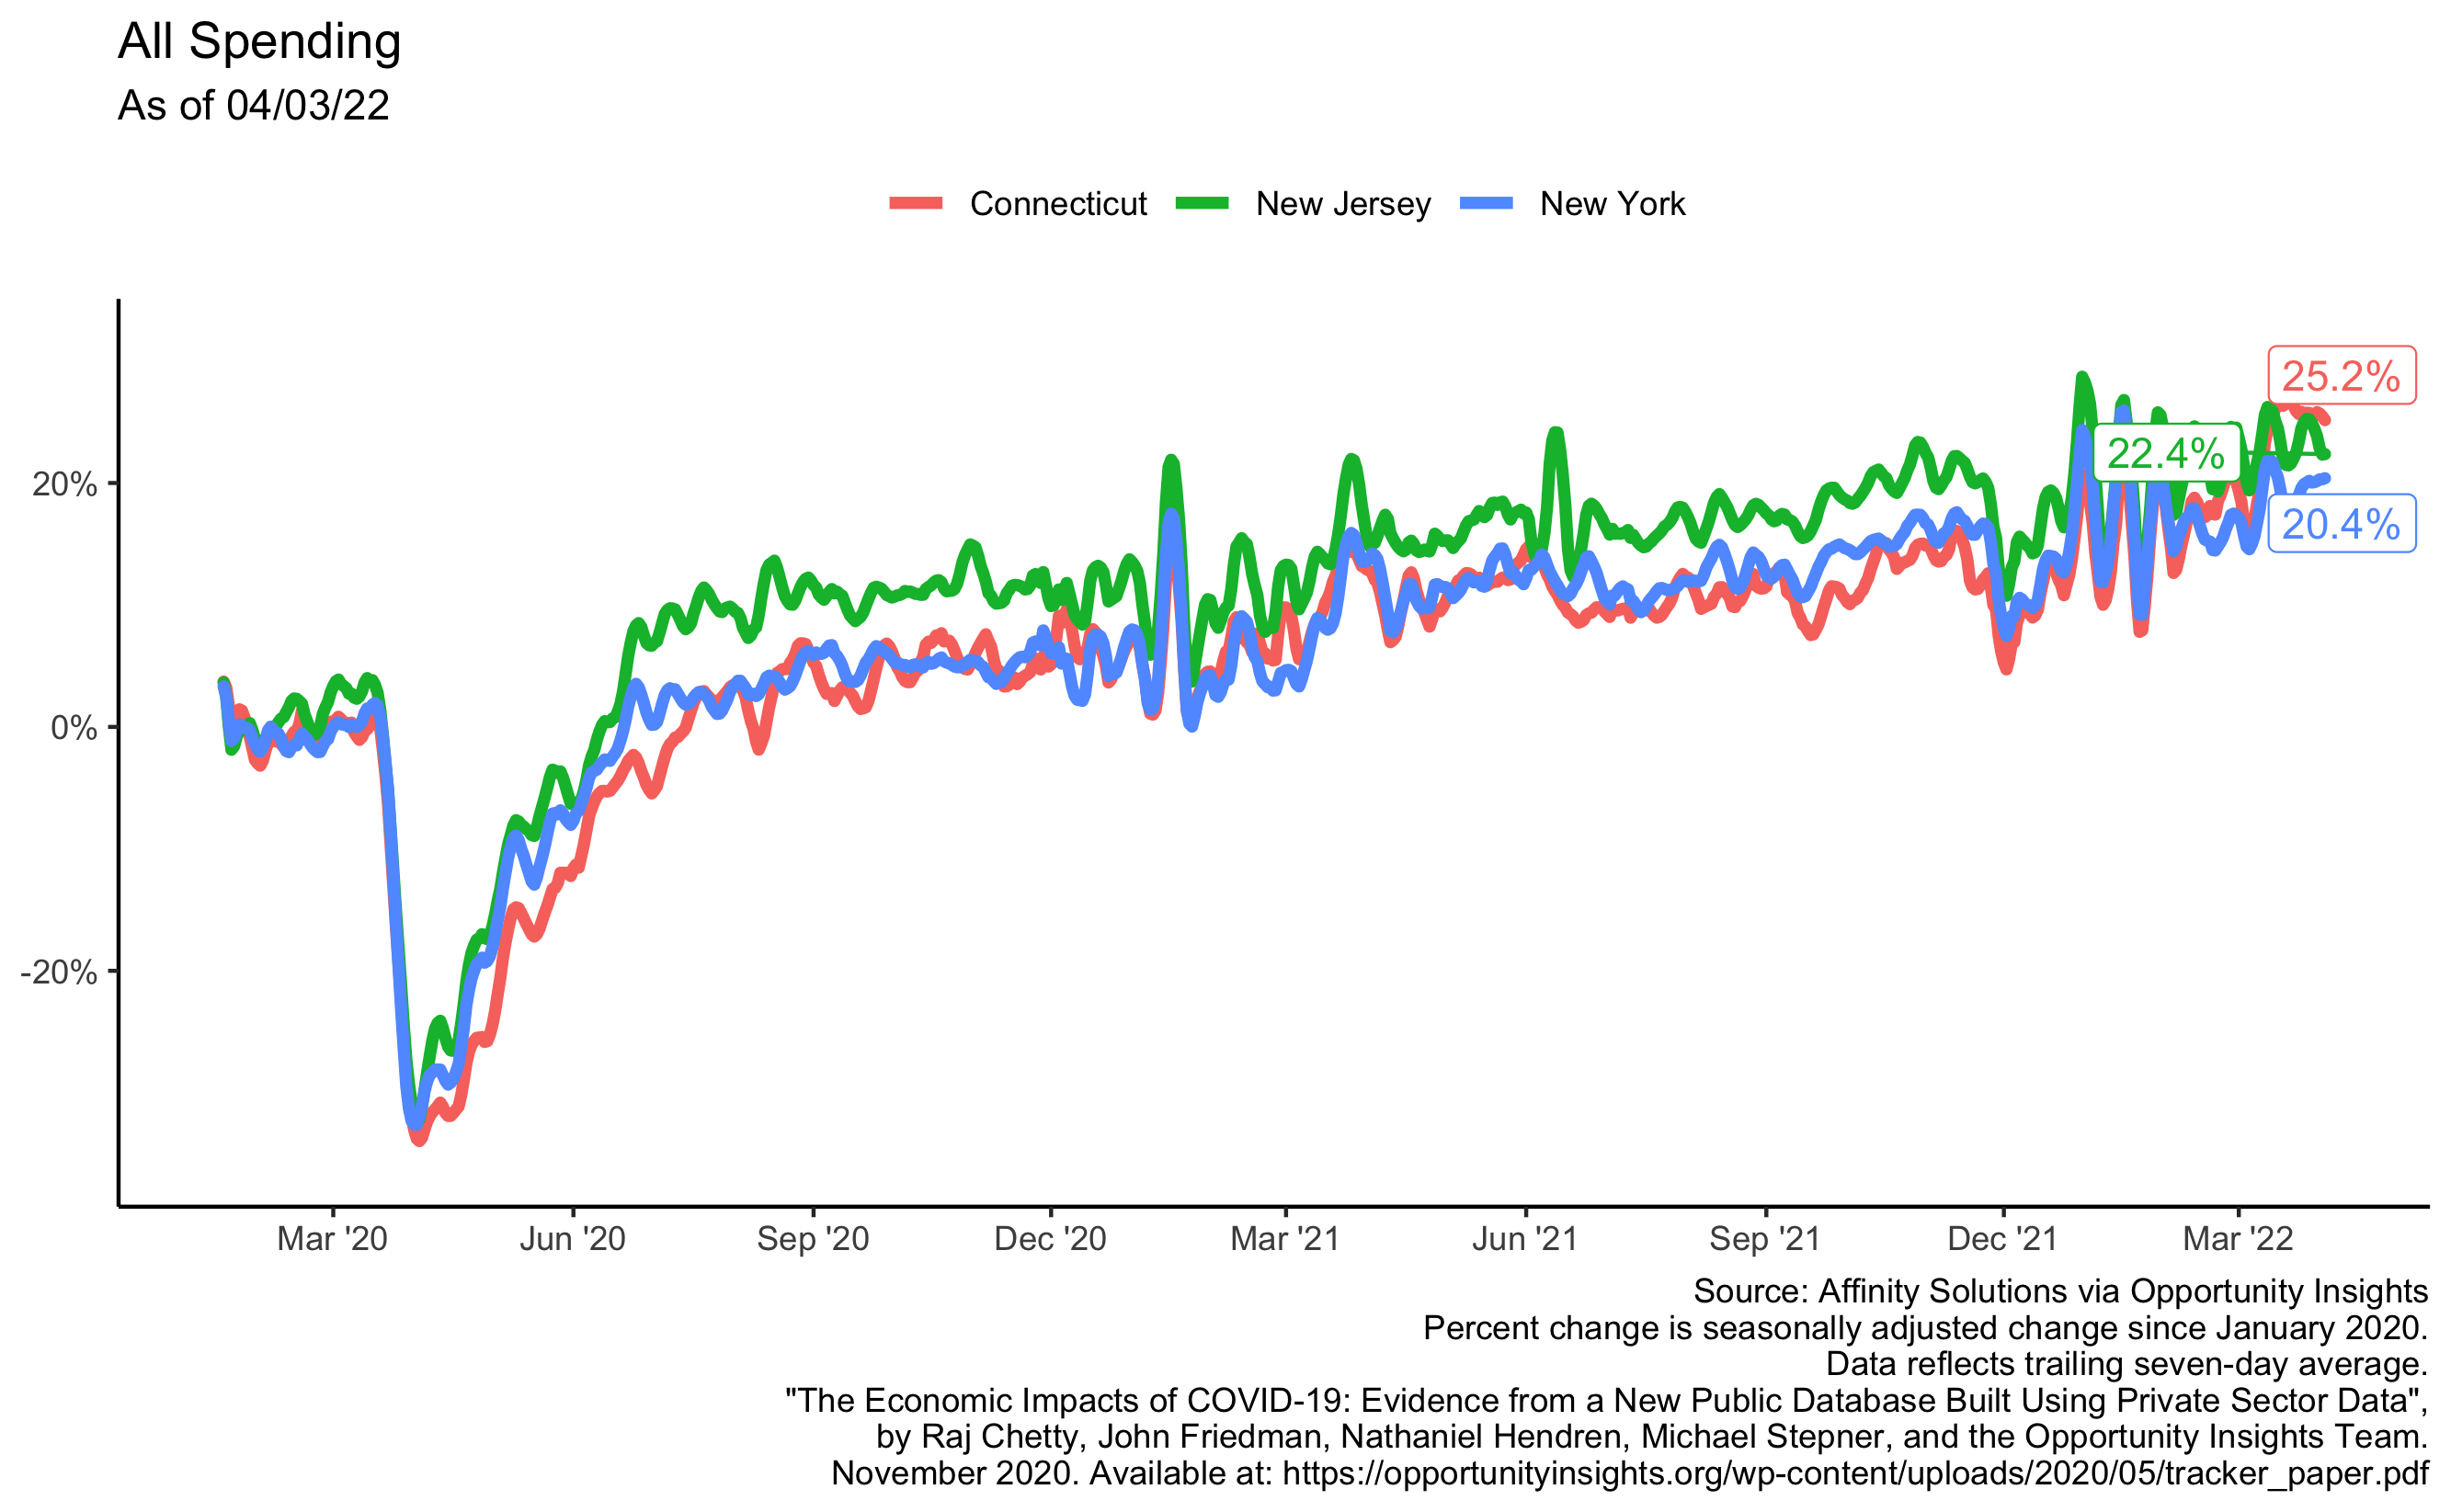 All Spending
As of 04/03/22
Connecticut New Jersey New York
25.2%
22.4%
20.4%
20%
0%
-20%
Mar '20 Jun '20 Sep '20 Dec '20 Mar '21 Jun '21 Sep '21 Dec '21 Mar '22
Source: Affinity Solutions via Opportunity Insights
Percent change is seasonally adjusted change since January 2020.
Data reflects trailing seven-day average.
"The Economic Impacts of COVID-19: Evidence from a New Public Database Built Using Private Sector Data",
by Raj Chetty, John Friedman, Nathaniel Hendren, Michael Stepner, and the Opportunity Insights Team.
November 2020. Available at: https://opportunityinsights.org/wp-content/uploads/2020/05/tracker_paper.pdf